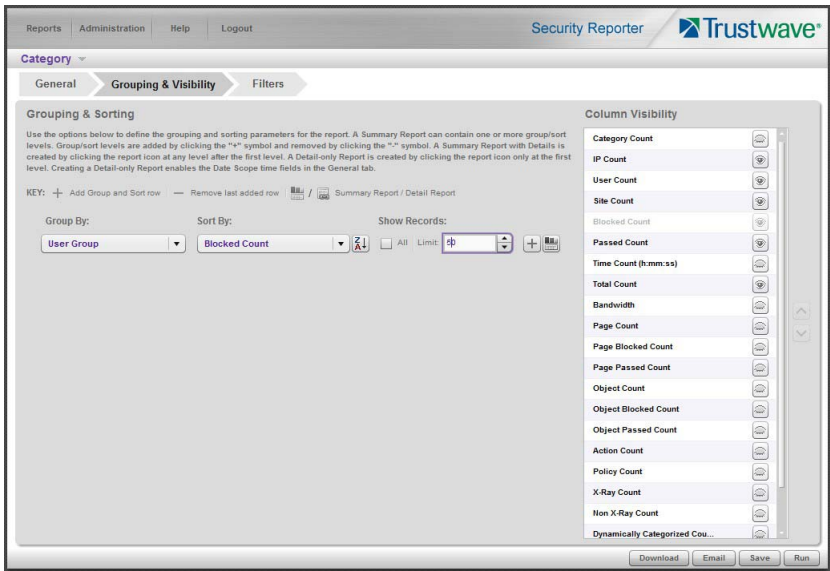 Reports Administration Help Logout Security Reporter Trustwave®
Category
General Grouping & Visibility Filters
Grouping & Sorting
Use the options below to define the grouping and sorting parameters for the report. A Summary Report can contain one or more group/sort
levels. Group/sort levels are added by clicking the "+" symbol and removed by clicking the "-" symbol. A Summary Report with Details is
created by clicking the report icon at any level after the first level. A Detail-only Report is created by clicking the report icon only at the first
level. Creating a Detail-only Report enables the Date Scope time fields in the General tab.
KEY: + Add Group and Sort row — Remove last added row / Summary Report / Detail Report
Group By: Sort By: Show Records:
User Group Blocked Count All Limit: 50
Column Visibility
Category Count
IP Count
User Count
Site Count
Blocked Count
Passed Count
Time Count (h:mm:ss)
Total Count
Bandwidth
Page Count
Page Blocked Count
Page Passed Count
Object Count
Object Blocked Count
Object Passed Count
Action Count
Policy Count
X-Ray Count
Non X-Ray Count
Dynamically Categorized Cou...
Download Email Save Run